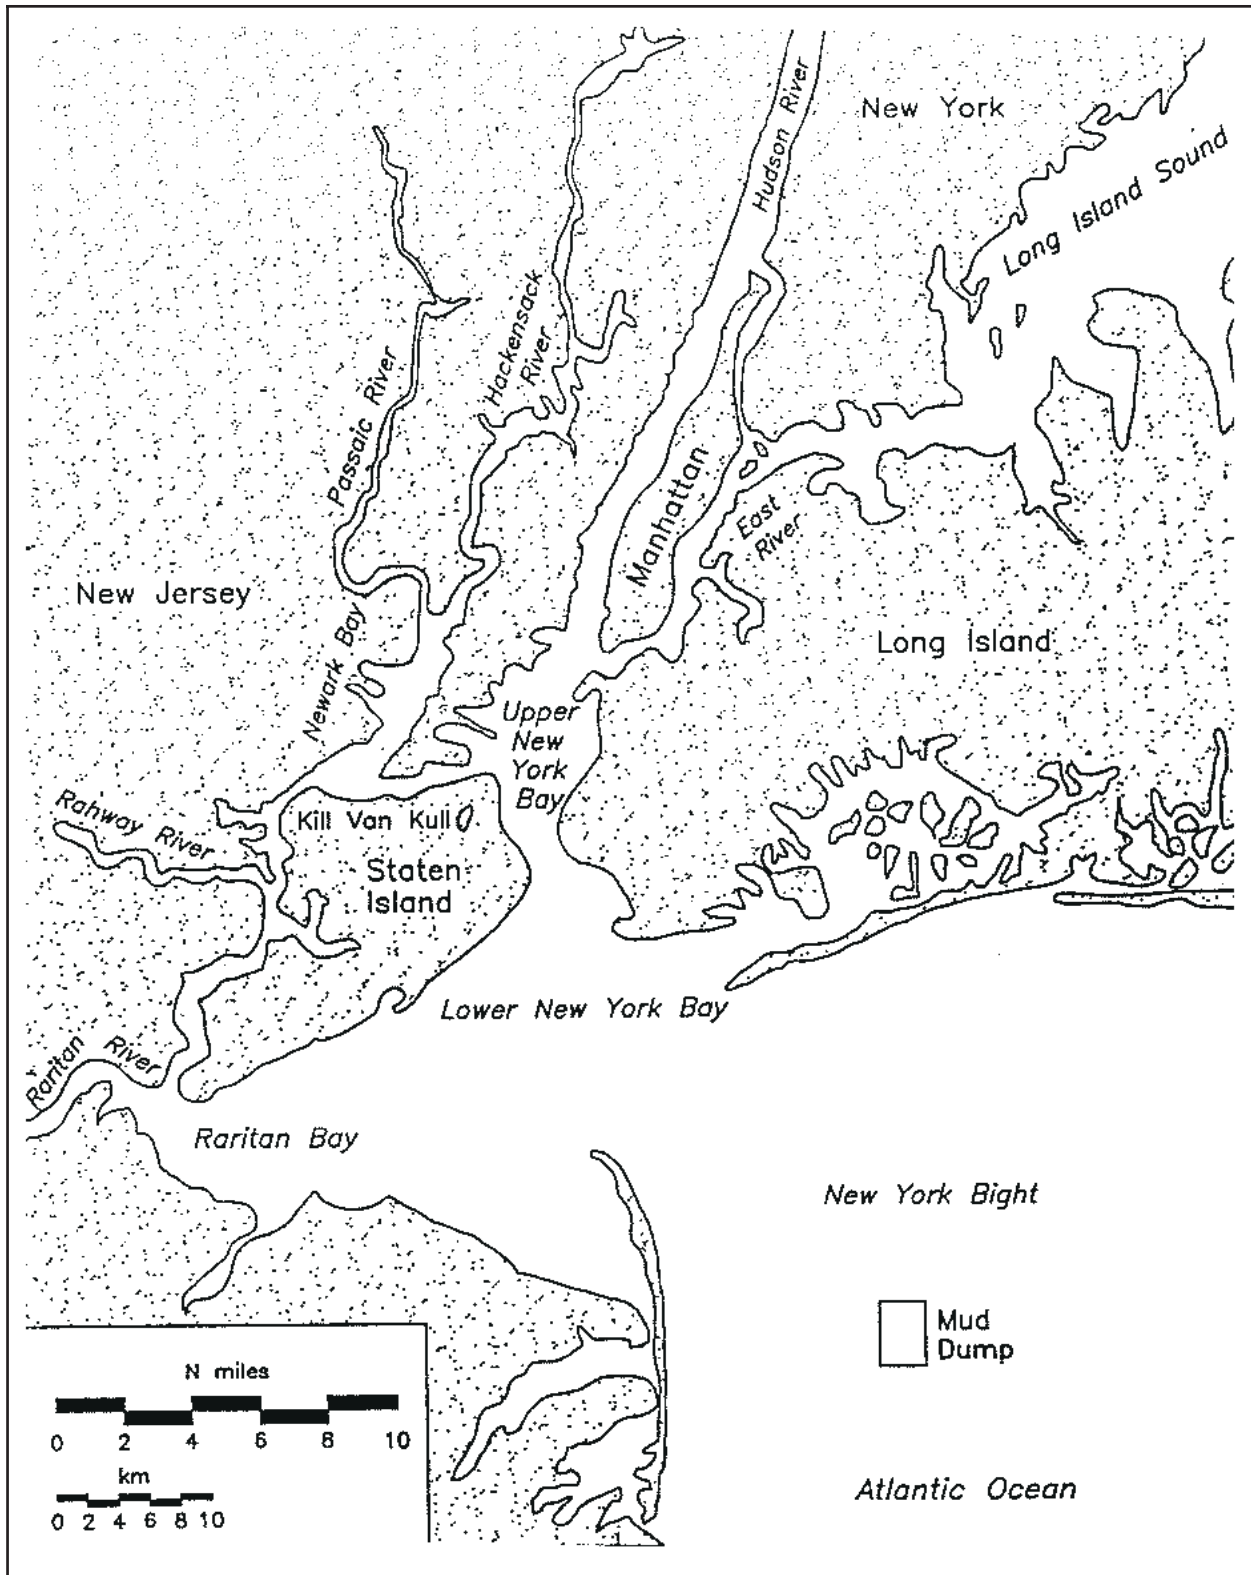 New York
Hudson River
Long Island Sound
Hackensack
River
Passaic River
Manhattan
East
River
New Jersey
Newark Bay
Long Island
Upper
New
York
Bay
Rahway River
Kill Van Kull
Staten
Island
Lower New York Bay
Raritan River
Raritan Bay
New York Bight
Mud
Dump
N miles
0 2 4 6 8 10
km
0 2 4 6 8 10
Atlantic Ocean